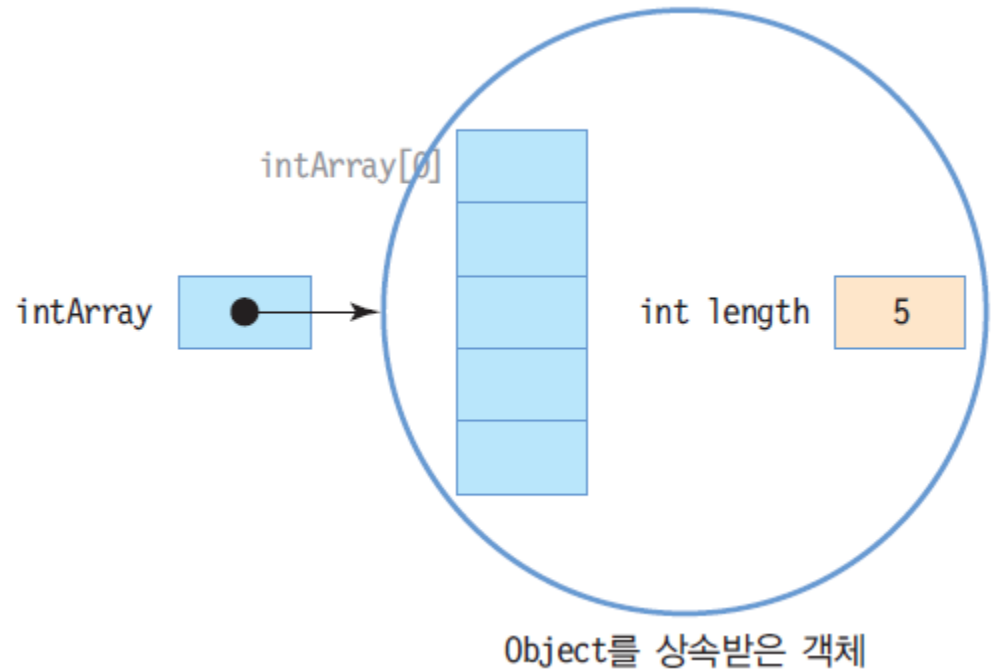 intArray[0]
intArray
int length
5
Object를 상속받은 객체